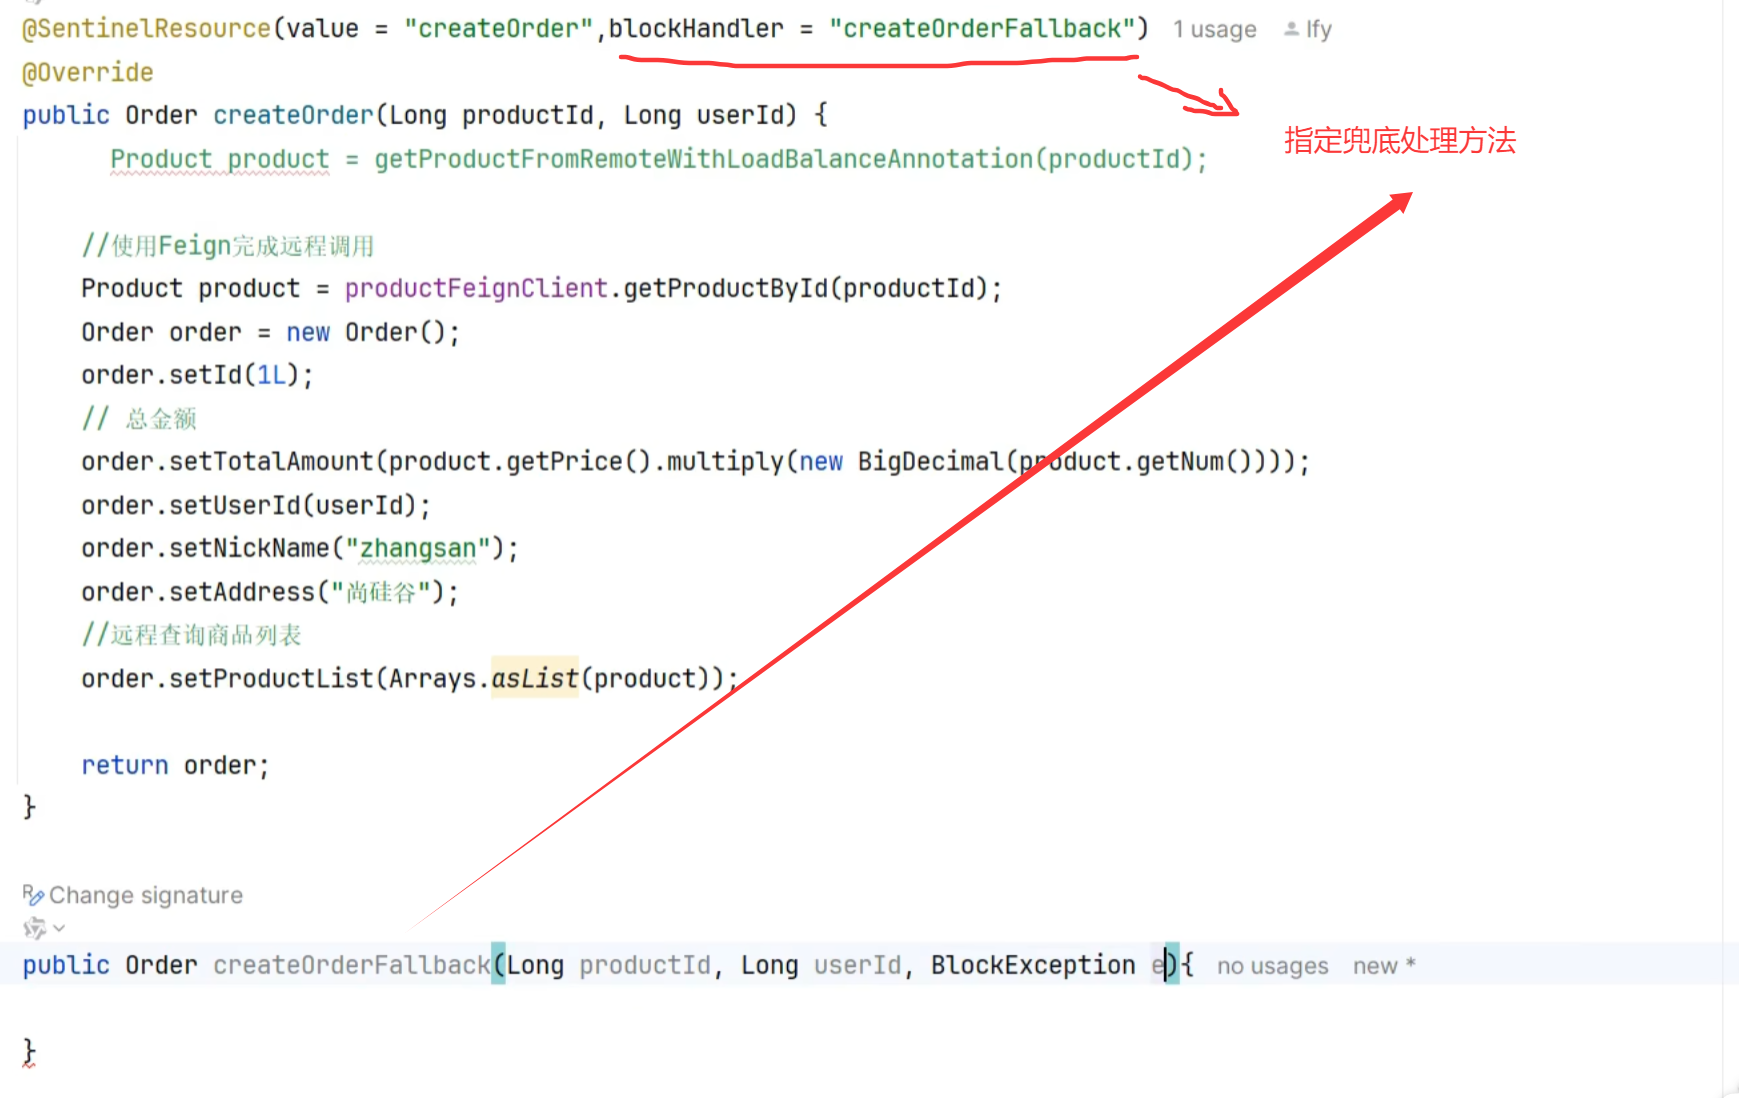 @SentinelResource(value = "createOrder",blockHandler = "createOrderFallback") 1 usage lfy
@Override
public Order createOrder(Long productId, Long userId) {
Product product = getProductFromRemoteWithLoadBalanceAnnotation(productId);
指定兜底处理方法
//使用Feign完成远程调用
Product product = productFeignClient.getProductById(productId);
Order order = new Order();
order.setId(1L);
// 总金额
order.setTotalAmount(product.getPrice().multiply(new BigDecimal(product.getNum())));
order.setUserId(userId);
order.setNickName("zhangsan");
order.setAddress("尚硅谷");
//远程查询商品列表
order.setProductList(Arrays.asList(product));
return order;
}
Change signature
public Order createOrderFallback(Long productId, Long userId, BlockException e){ no usages new *
}